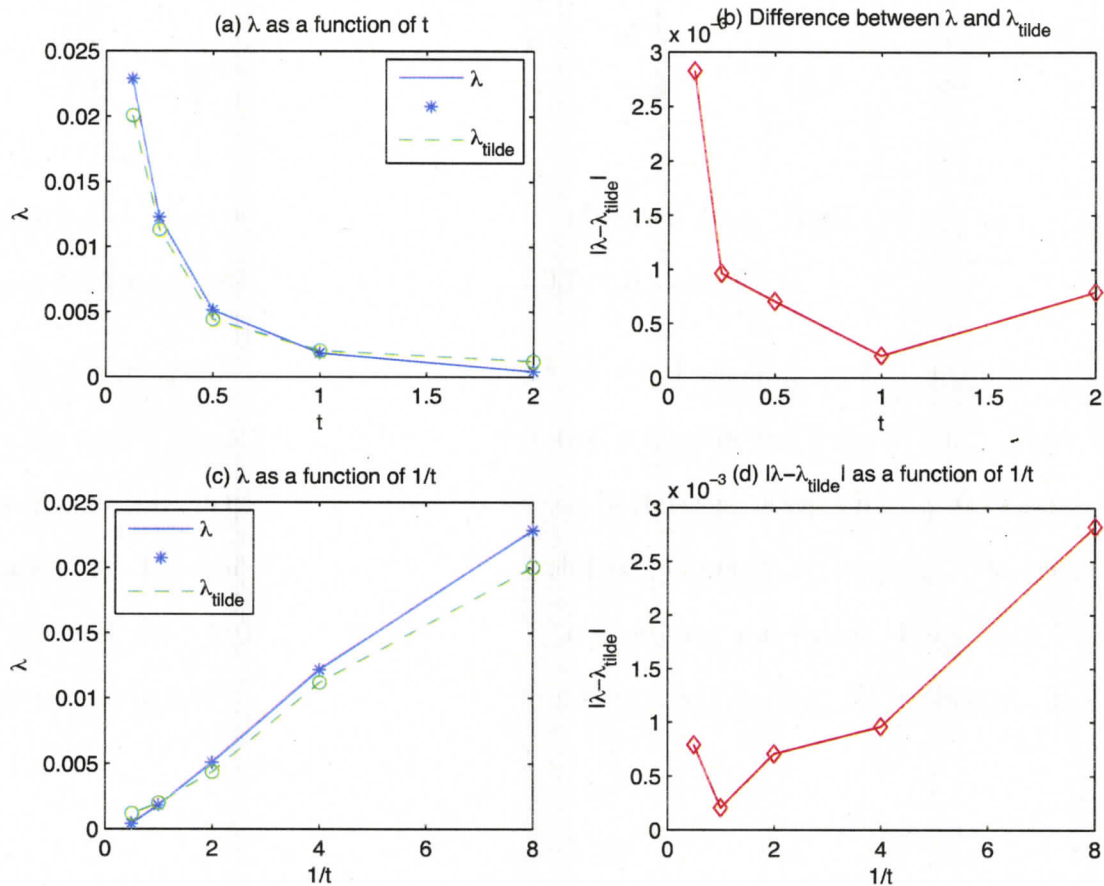 (a) λ as a function of t
0.025
0.02
0.015
0.01
0.005
0
λ
0 0.5 1 1.5 2
t
λ
λtilde
(b) Difference between λ and λtilde
3
2.5
2
1.5
1
0.5
0
|λ−λtilde|
0 0.5 1 1.5 2
t
(c) λ as a function of 1/t
0.025
0.02
0.015
0.01
0.005
0
λ
0 2 4 6 8
1/t
λ
λtilde
(d) |λ−λtilde| as a function of 1/t
x 10−3
3
2.5
2
1.5
1
0.5
0
|λ−λtilde|
0 2 4 6 8
1/t